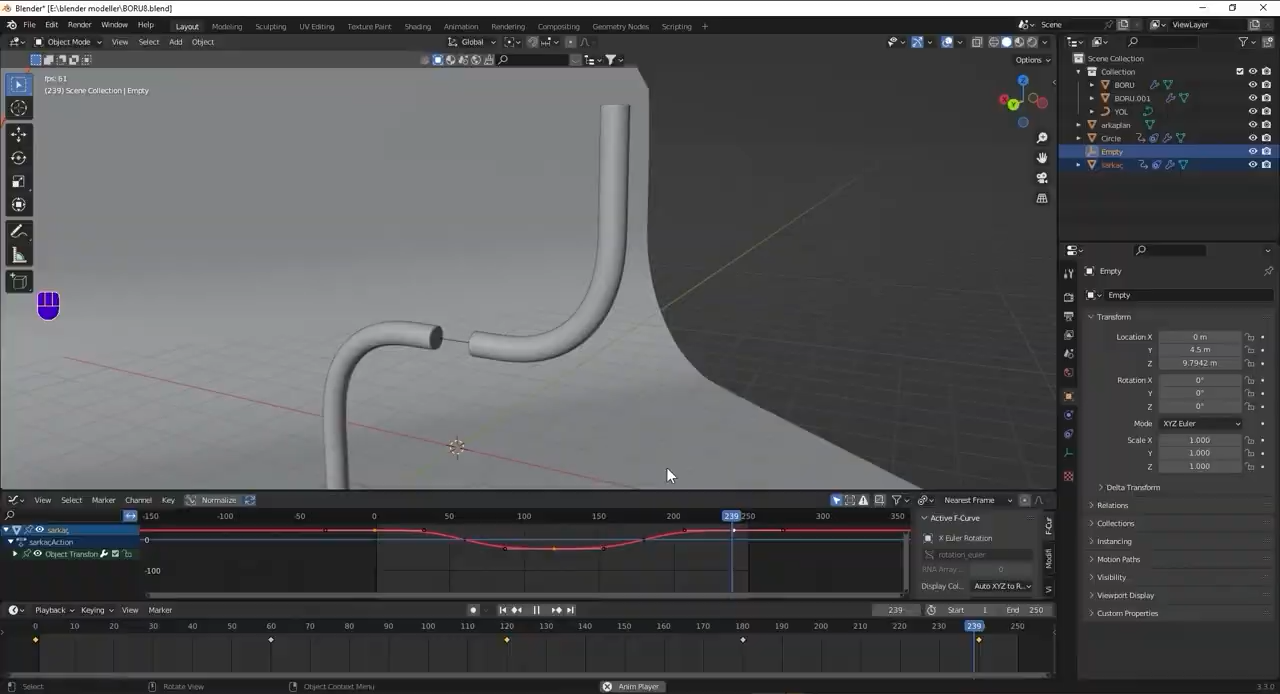 Blender* [E:\blender modeller\BORU8.blend]
File Edit Render Window Help Layout Modeling Sculpting UV Editing Texture Paint Shading Animation Rendering Compositing Geometry Nodes Scripting + Scene ViewLayer
Object Mode View Select Add Object Global
Options
fps: 61
(239) Scene Collection | Empty
Scene Collection
Collection
BORU
BORU.001
YOL
arkaplan
Circle
Empty
sarkaç
Empty
Empty
Transform
Location X 0 m
Y 4.5 m
Z 9.7942 m
Rotation X 0°
Y 0°
Z 0°
Mode XYZ Euler
Scale X 1.000
Y 1.000
Z 1.000
Delta Transform
Relations
Collections
Instancing
Motion Paths
Visibility
Viewport Display
Custom Properties
View Select Marker Channel Key Normalize Nearest Frame
-150 -100 -50 0 50 100 150 200 239 300 350
sarkaç
sarkaçAction
Object Transfon
0
-100
Active F-Curve
X Euler Rotation
rotation_euler
RNA Array... 0
Display Col... Auto XYZ to R...
F-Cur
Modifi
Vi
Playback Keying View Marker 239 Start 1 End 250
0 10 20 30 40 50 60 70 80 90 100 110 120 130 140 150 160 170 180 190 200 210 220 230 239 250
Select Rotate View Object Context Menu Anim Player 3.3.0